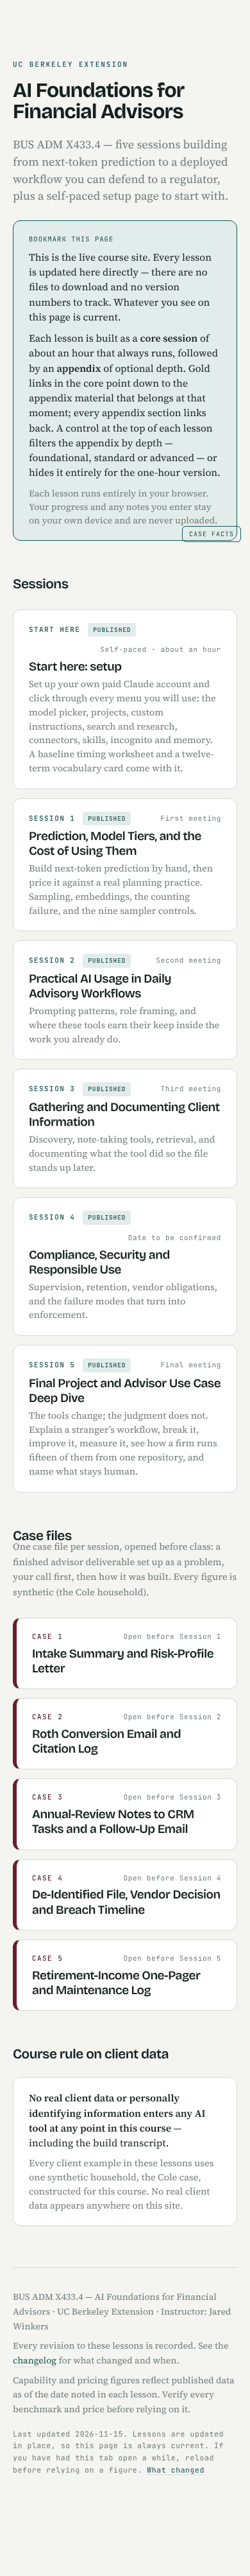 UC BERKELEY EXTENSION
AI Foundations for
Financial Advisors
BUS ADM X433.4 — five sessions building
from next-token prediction to a deployed
workflow you can defend to a regulator,
plus a self-paced setup page to start with.
BOOKMARK THIS PAGE
This is the live course site. Every lesson
is updated here directly — there are no
files to download and no version
numbers to track. Whatever you see on
this page is current.
Each lesson is built as a core session of
about an hour that always runs, followed
by an appendix of optional depth. Gold
links in the core point down to the
appendix material that belongs at that
moment; every appendix section links
back. A control at the top of each lesson
filters the appendix by depth —
foundational, standard or advanced — or
hides it entirely for the one-hour version.
Each lesson runs entirely in your browser.
Your progress and any notes you enter stay
on your own device and are never uploaded.
CASE FACTS
Sessions
START HERE PUBLISHED
Self-paced · about an hour
Start here: setup
Set up your own paid Claude account and
click through every menu you will use: the
model picker, projects, custom
instructions, search and research,
connectors, skills, incognito and memory.
A baseline timing worksheet and a twelve-
term vocabulary card come with it.
SESSION 1 PUBLISHED First meeting
Prediction, Model Tiers, and the
Cost of Using Them
Build next-token prediction by hand, then
price it against a real planning practice.
Sampling, embeddings, the counting
failure, and the nine sampler controls.
SESSION 2 PUBLISHED Second meeting
Practical AI Usage in Daily
Advisory Workflows
Prompting patterns, role framing, and
where these tools earn their keep inside the
work you already do.
SESSION 3 PUBLISHED Third meeting
Gathering and Documenting Client
Information
Discovery, note-taking tools, retrieval, and
documenting what the tool did so the file
stands up later.
SESSION 4 PUBLISHED
Date to be confirmed
Compliance, Security and
Responsible Use
Supervision, retention, vendor obligations,
and the failure modes that turn into
enforcement.
SESSION 5 PUBLISHED Final meeting
Final Project and Advisor Use Case
Deep Dive
The tools change; the judgment does not.
Explain a stranger's workflow, break it,
improve it, measure it, see how a firm runs
fifteen of them from one repository, and
name what stays human.
Case files
One case file per session, opened before class: a
finished advisor deliverable set up as a problem,
your call first, then how it was built. Every figure is
synthetic (the Cole household).
CASE 1 Open before Session 1
Intake Summary and Risk-Profile
Letter
CASE 2 Open before Session 2
Roth Conversion Email and
Citation Log
CASE 3 Open before Session 3
Annual-Review Notes to CRM
Tasks and a Follow-Up Email
CASE 4 Open before Session 4
De-Identified File, Vendor Decision
and Breach Timeline
CASE 5 Open before Session 5
Retirement-Income One-Pager
and Maintenance Log
Course rule on client data
No real client data or personally
identifying information enters any AI
tool at any point in this course —
including the build transcript.
Every client example in these lessons uses
one synthetic household, the Cole case,
constructed for this course. No real client
data appears anywhere on this site.
BUS ADM X433.4 — AI Foundations for Financial
Advisors · UC Berkeley Extension · Instructor: Jared
Winkers
Every revision to these lessons is recorded. See the
changelog for what changed and when.
Capability and pricing figures reflect published data
as of the date noted in each lesson. Verify every
benchmark and price before relying on it.
Last updated 2026-11-15. Lessons are updated
in place, so this page is always current. If
you have had this tab open a while, reload
before relying on a figure. What changed